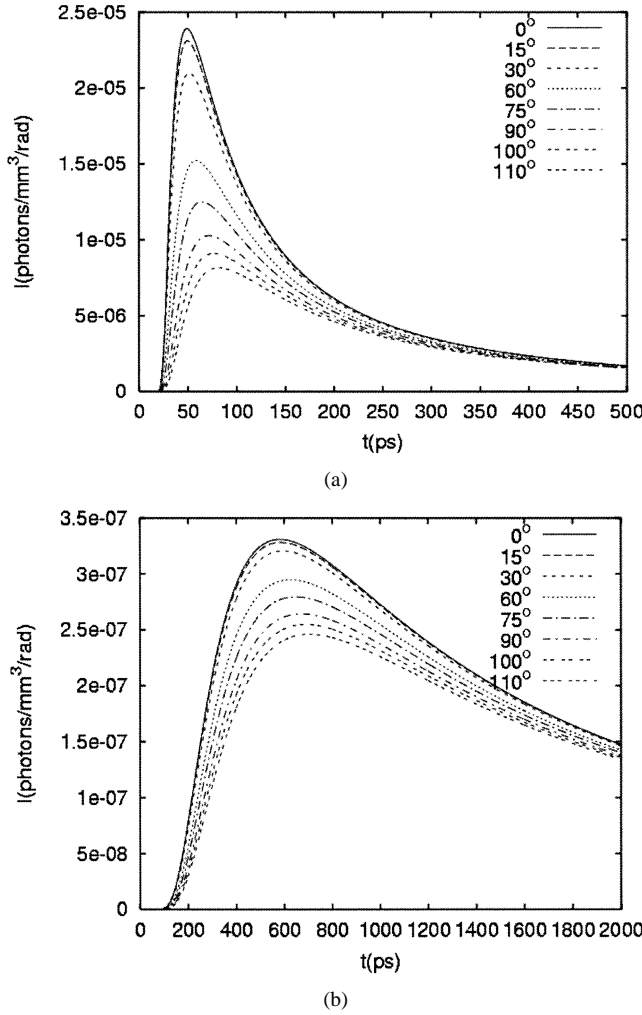 2.5e-05
2e-05
1.5e-05
1e-05
5e-06
0
I(photons/mm³/rad)
0°
15°
30°
60°
75°
90°
100°
110°
0 50 100 150 200 250 300 350 400 450 500
t(ps)
(a)
3.5e-07
3e-07
2.5e-07
2e-07
1.5e-07
1e-07
5e-08
0
I(photons/mm³/rad)
0°
15°
30°
60°
75°
90°
100°
110°
0 200 400 600 800 1000 1200 1400 1600 1800 2000
t(ps)
(b)